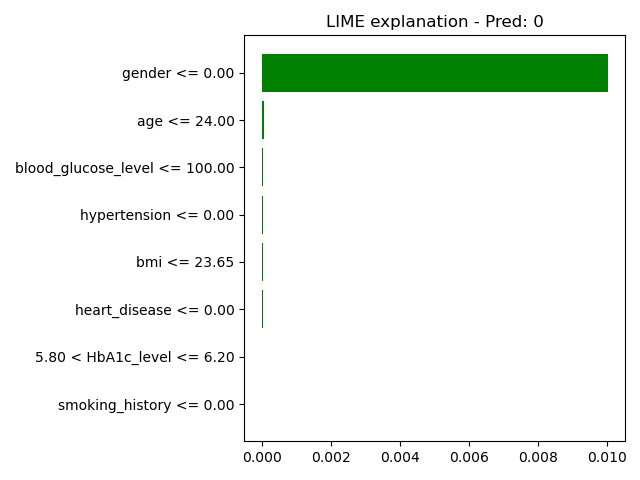 LIME explanation - Pred: 0
gender <= 0.00
age <= 24.00
blood_glucose_level <= 100.00
hypertension <= 0.00
bmi <= 23.65
heart_disease <= 0.00
5.80 < HbA1c_level <= 6.20
smoking_history <= 0.00
0.000 0.002 0.004 0.006 0.008 0.010